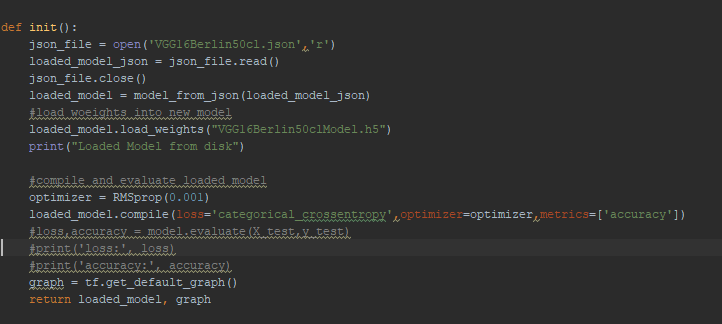 def init():
    json_file = open('VGG16Berlin50cl.json','r')
    loaded_model_json = json_file.read()
    json_file.close()
    loaded_model = model_from_json(loaded_model_json)
    #load woeights into new model
    loaded_model.load_weights("VGG16Berlin50clModel.h5")
    print("Loaded Model from disk")
    #compile and evaluate loaded model
    optimizer = RMSprop(0.001)
    loaded_model.compile(loss='categorical_crossentropy',optimizer=optimizer,metrics=['accuracy'])
    #loss,accuracy = model.evaluate(X_test,y_test)
    #print('loss:', loss)
    #print('accuracy:', accuracy)
    graph = tf.get_default_graph()
    return loaded_model, graph